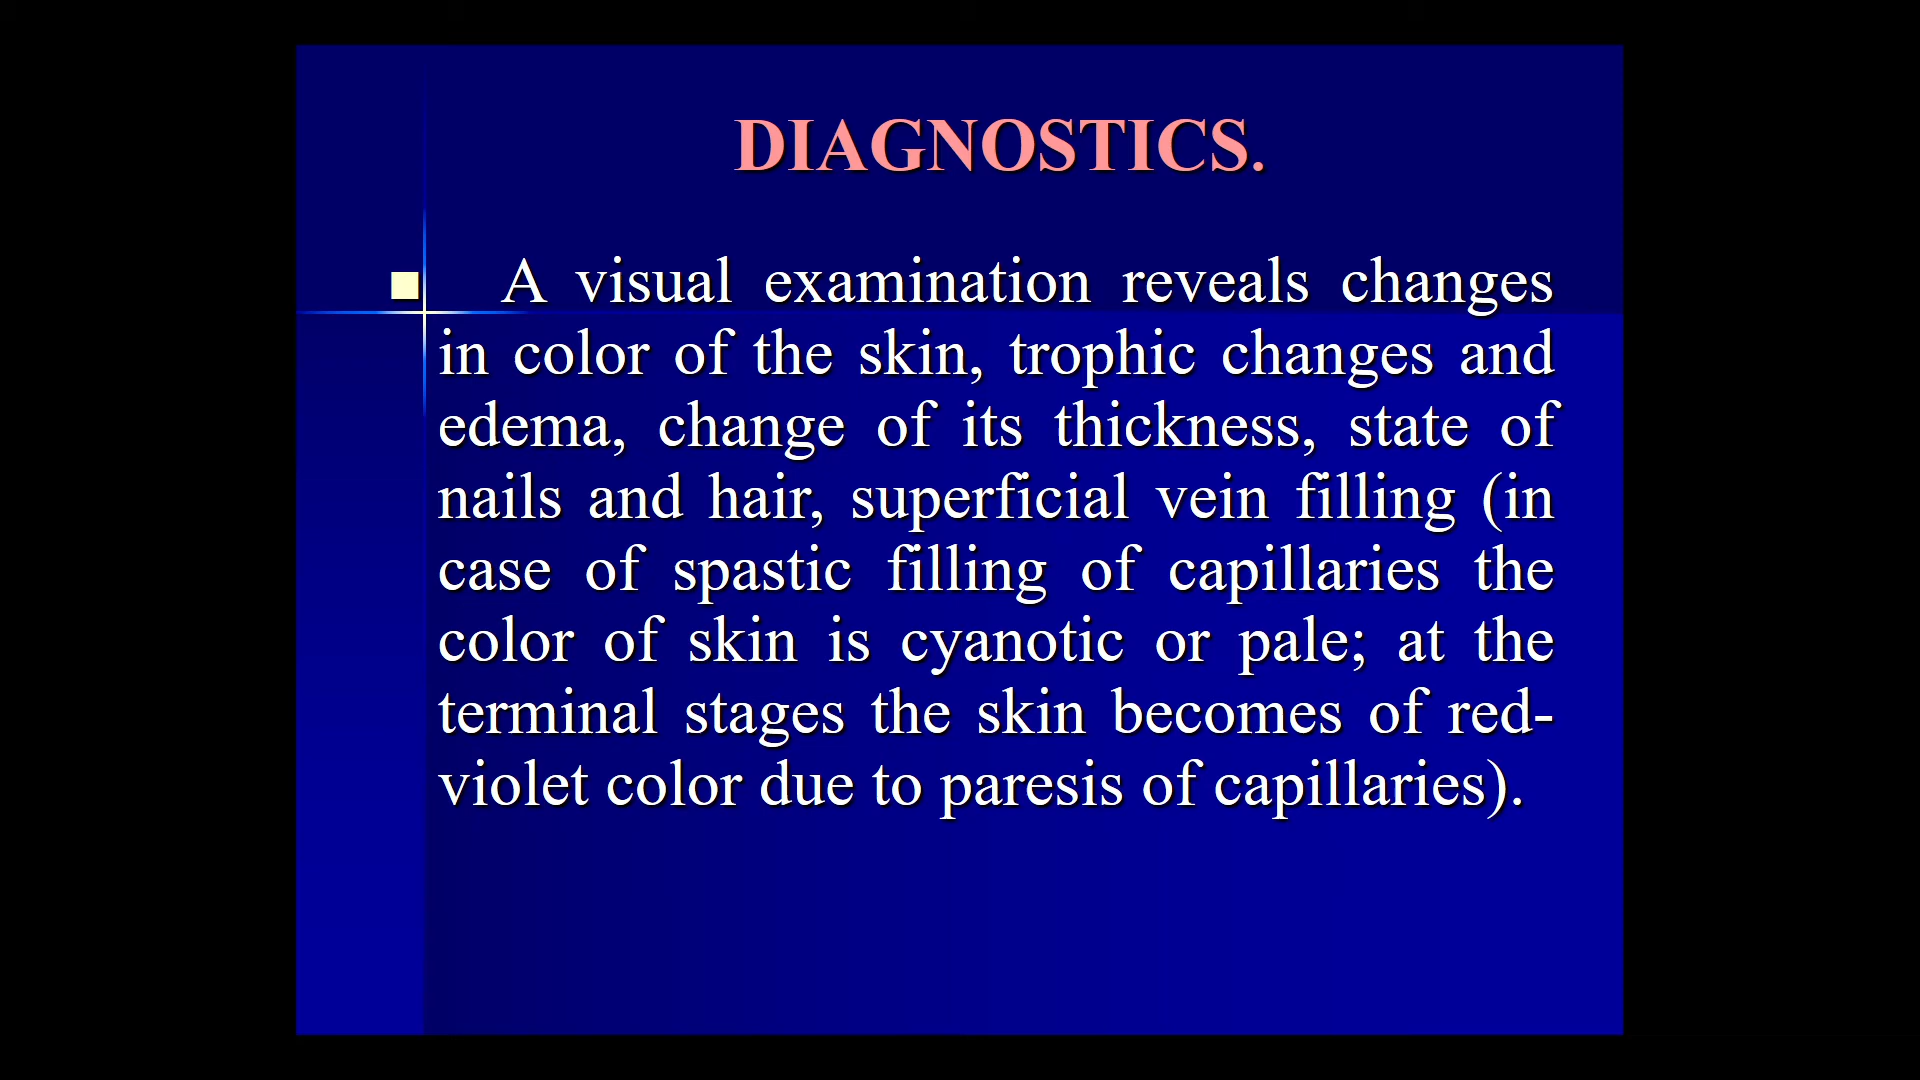 DIAGNOSTICS.
A visual examination reveals changes
in color of the skin, trophic changes and
edema, change of its thickness, state of
nails and hair, superficial vein filling (in
case of spastic filling of capillaries the
color of skin is cyanotic or pale; at the
terminal stages the skin becomes of red-
violet color due to paresis of capillaries).